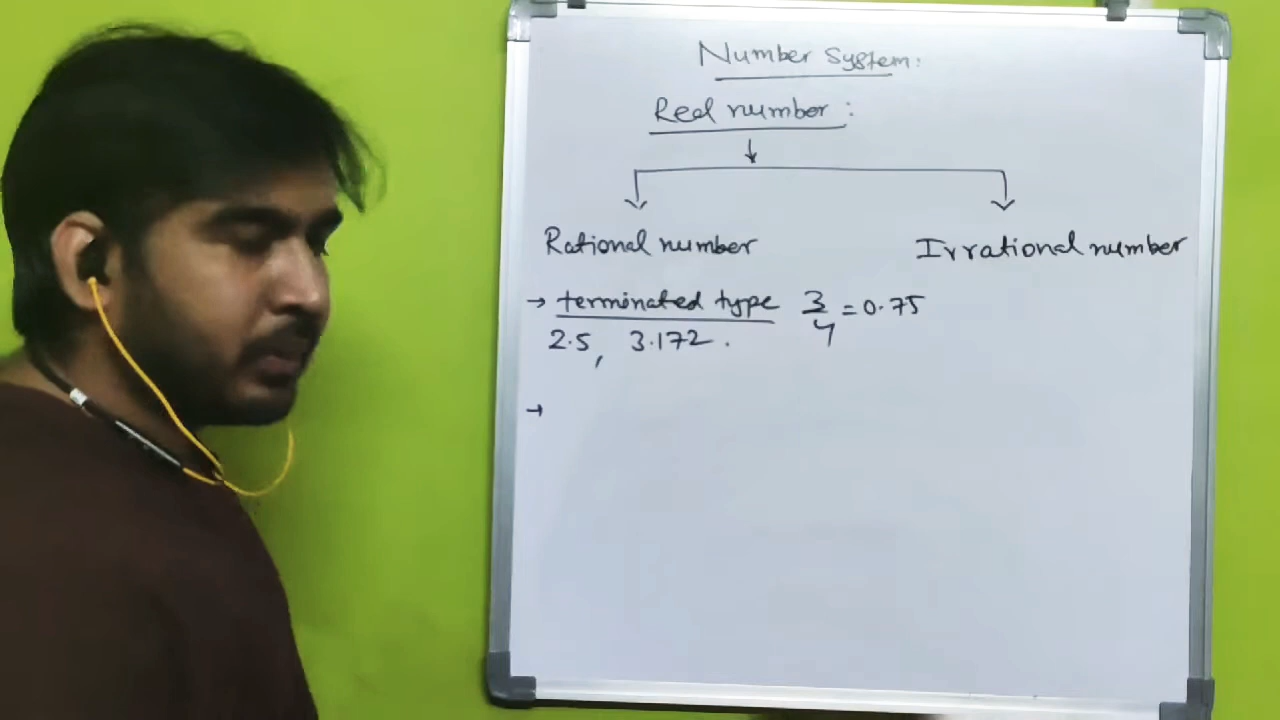 Number System:
Real number:
Rational number Irrational number
→ terminated type 3/4 = 0.75
2.5, 3.172.
→